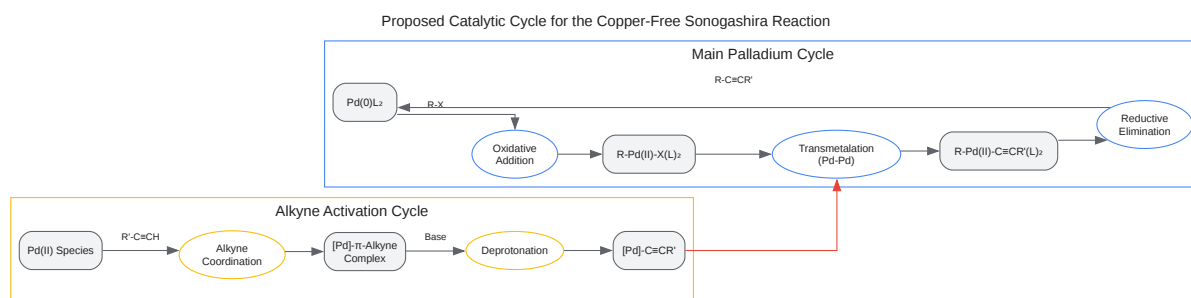 Proposed Catalytic Cycle for the Copper-Free Sonogashira Reaction
Main Palladium Cycle
R-C≡CR'
Pd(0)L₂
R-X
Oxidative
Addition
R-Pd(II)-X(L)₂
Transmetalation
(Pd-Pd)
R-Pd(II)-C≡CR'(L)₂
Reductive
Elimination
Alkyne Activation Cycle
Pd(II) Species
R'-C≡CH
Alkyne
Coordination
[Pd]-π-Alkyne
Complex
Base
Deprotonation
[Pd]-C≡CR'